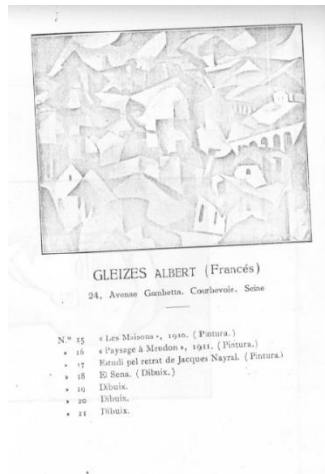 GLEIZES ALBERT (Francés)
24, Avenue Gambetta. Courbevoie. Seine
N.º 15 « Les Maisons », 1910. (Pintura.)
» 16 « Paysage à Meudon », 1911. (Pintura.)
» 17 Estudi pel retrat de Jacques Nayral. (Pintura.)
» 18 El Sena. (Dibuix.)
» 19 Dibuix.
» 20 Dibuix.
» 21 Dibuix.